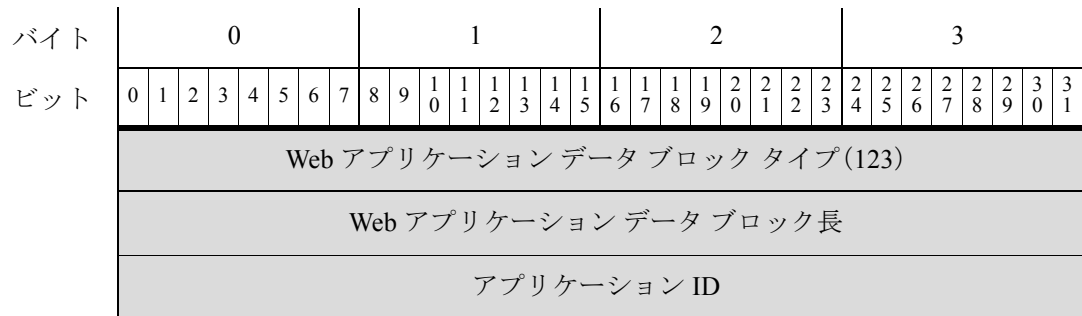 バイト 0 1 2 3
ビット 0 1 2 3 4 5 6 7 8 9 10 11 12 13 14 15 16 17 18 19 20 21 22 23 24 25 26 27 28 29 30 31
Web アプリケーション データ ブロック タイプ(123)
Web アプリケーション データ ブロック長
アプリケーション ID